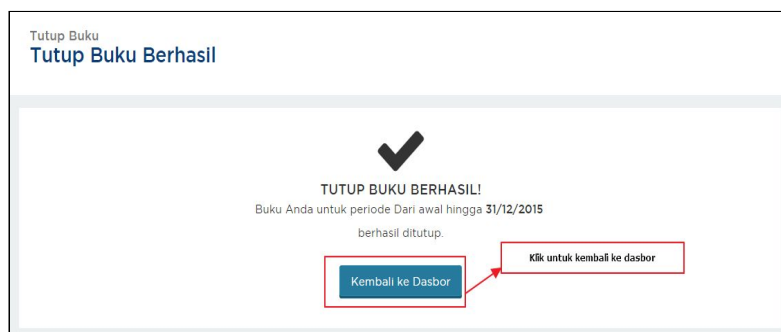 Tutup Buku
Tutup Buku Berhasil
TUTUP BUKU BERHASIL!
Buku Anda untuk periode Dari awal hingga 31/12/2015
berhasil ditutup.
Klik untuk kembali ke dasbor
Kembali ke Dasbor